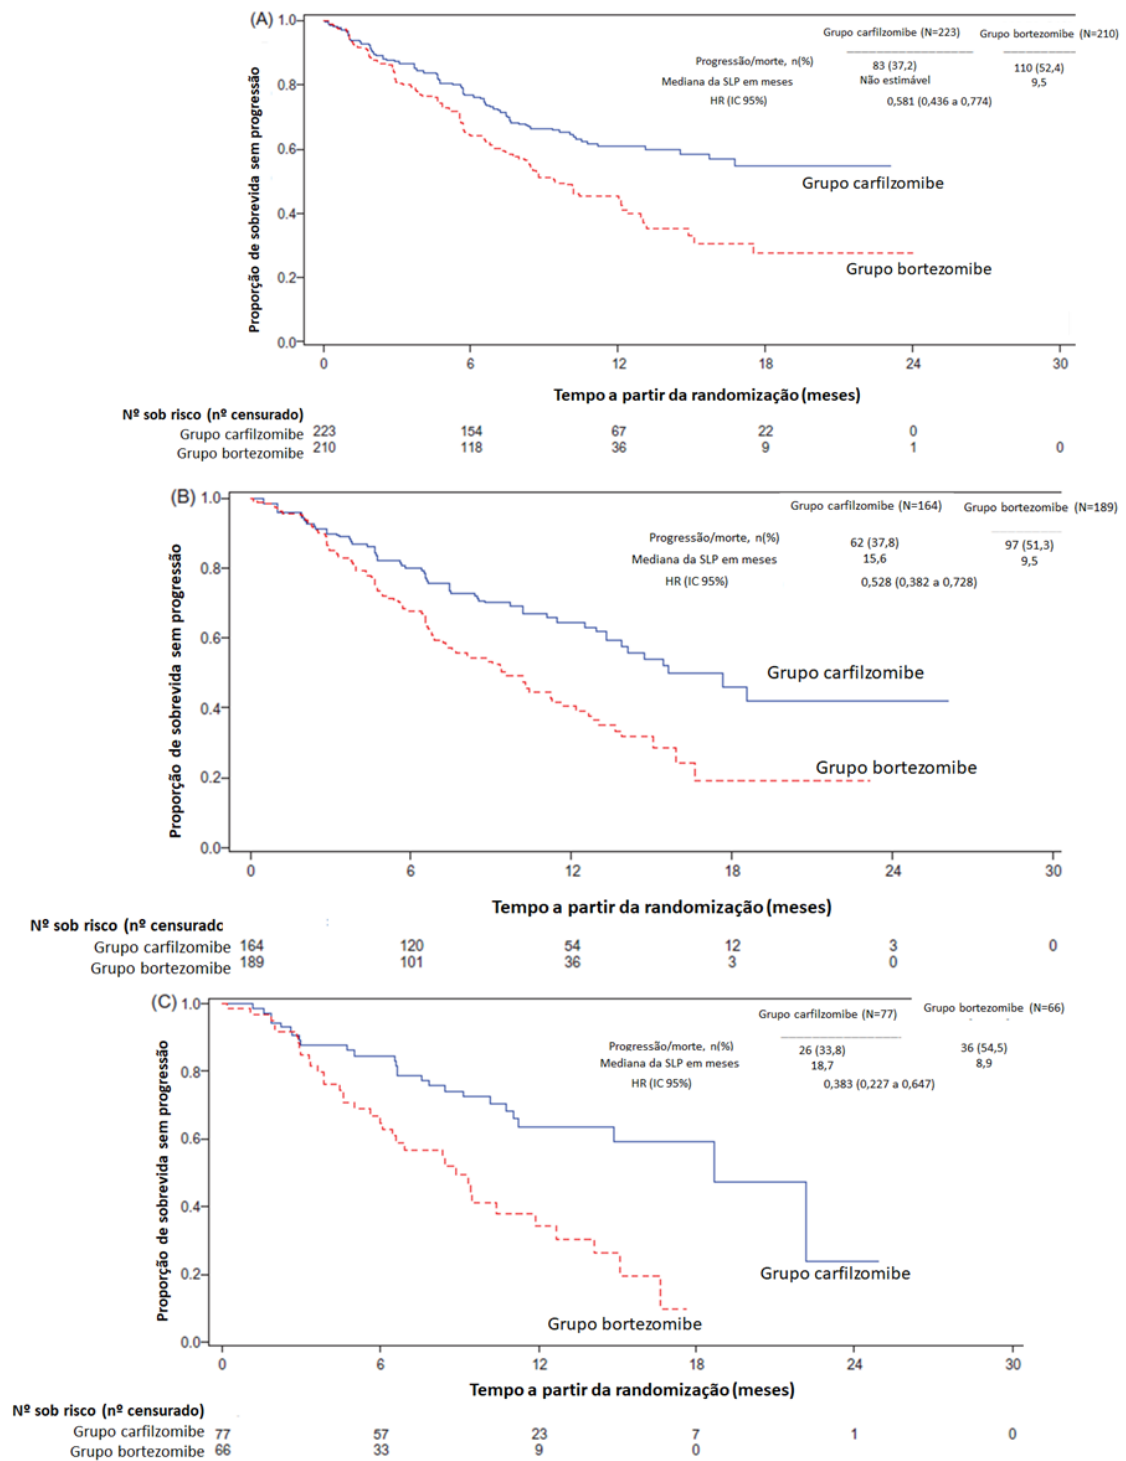 (A)
Grupo carfilzomibe (N=223) Grupo bortezomibe (N=210)
Progressão/morte, n(%) 83 (37,2) 110 (52,4)
Mediana da SLP em meses Não estimável 9,5
HR (IC 95%) 0,581 (0,436 a 0,774)
1.0
0.8
0.6
0.4
0.2
0.0
Proporção de sobrevida sem progressão
Grupo carfilzomibe
Grupo bortezomibe
0 6 12 18 24 30
Tempo a partir da randomização (meses)
Nº sob risco (nº censurado)
Grupo carfilzomibe 223 154 67 22 0
Grupo bortezomibe 210 118 36 9 1 0
(B)
Grupo carfilzomibe (N=164) Grupo bortezomibe (N=189)
Progressão/morte, n(%) 62 (37,8) 97 (51,3)
Mediana da SLP em meses 15,6 9,5
HR (IC 95%) 0,528 (0,382 a 0,728)
1.0
0.8
0.6
0.4
0.2
0.0
Proporção de sobrevida sem progressão
Grupo carfilzomibe
Grupo bortezomibe
0 6 12 18 24 30
Tempo a partir da randomização (meses)
Nº sob risco (nº censuradc
Grupo carfilzomibe 164 120 54 12 3 0
Grupo bortezomibe 189 101 36 3 0
(C)
Grupo carfilzomibe (N=77) Grupo bortezomibe (N=66)
Progressão/morte, n(%) 26 (33,8) 36 (54,5)
Mediana da SLP em meses 18,7 8,9
HR (IC 95%) 0,383 (0,227 a 0,647)
1.0
0.8
0.6
0.4
0.2
0.0
Proporção de sobrevida sem progressão
Grupo carfilzomibe
Grupo bortezomibe
0 6 12 18 24 30
Tempo a partir da randomização (meses)
Nº sob risco (nº censurado)
Grupo carfilzomibe 77 57 23 7 1 0
Grupo bortezomibe 66 33 9 0